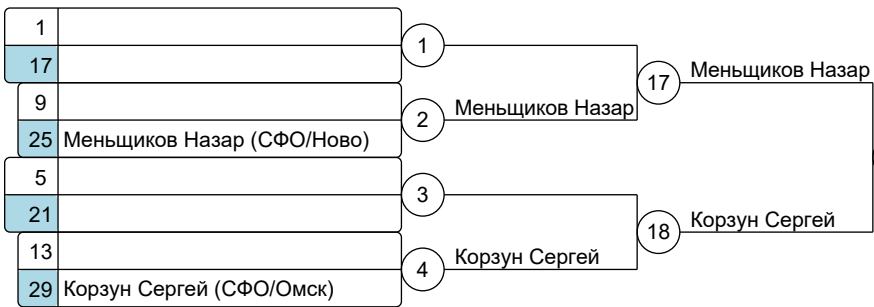 1
1
17
17
Меньщиков Назар
9
2
Меньщиков Назар
25
Меньщиков Назар (СФО/Ново)
5
3
21
18
Корзун Сергей
13
4
Корзун Сергей
29
Корзун Сергей (СФО/Омск)